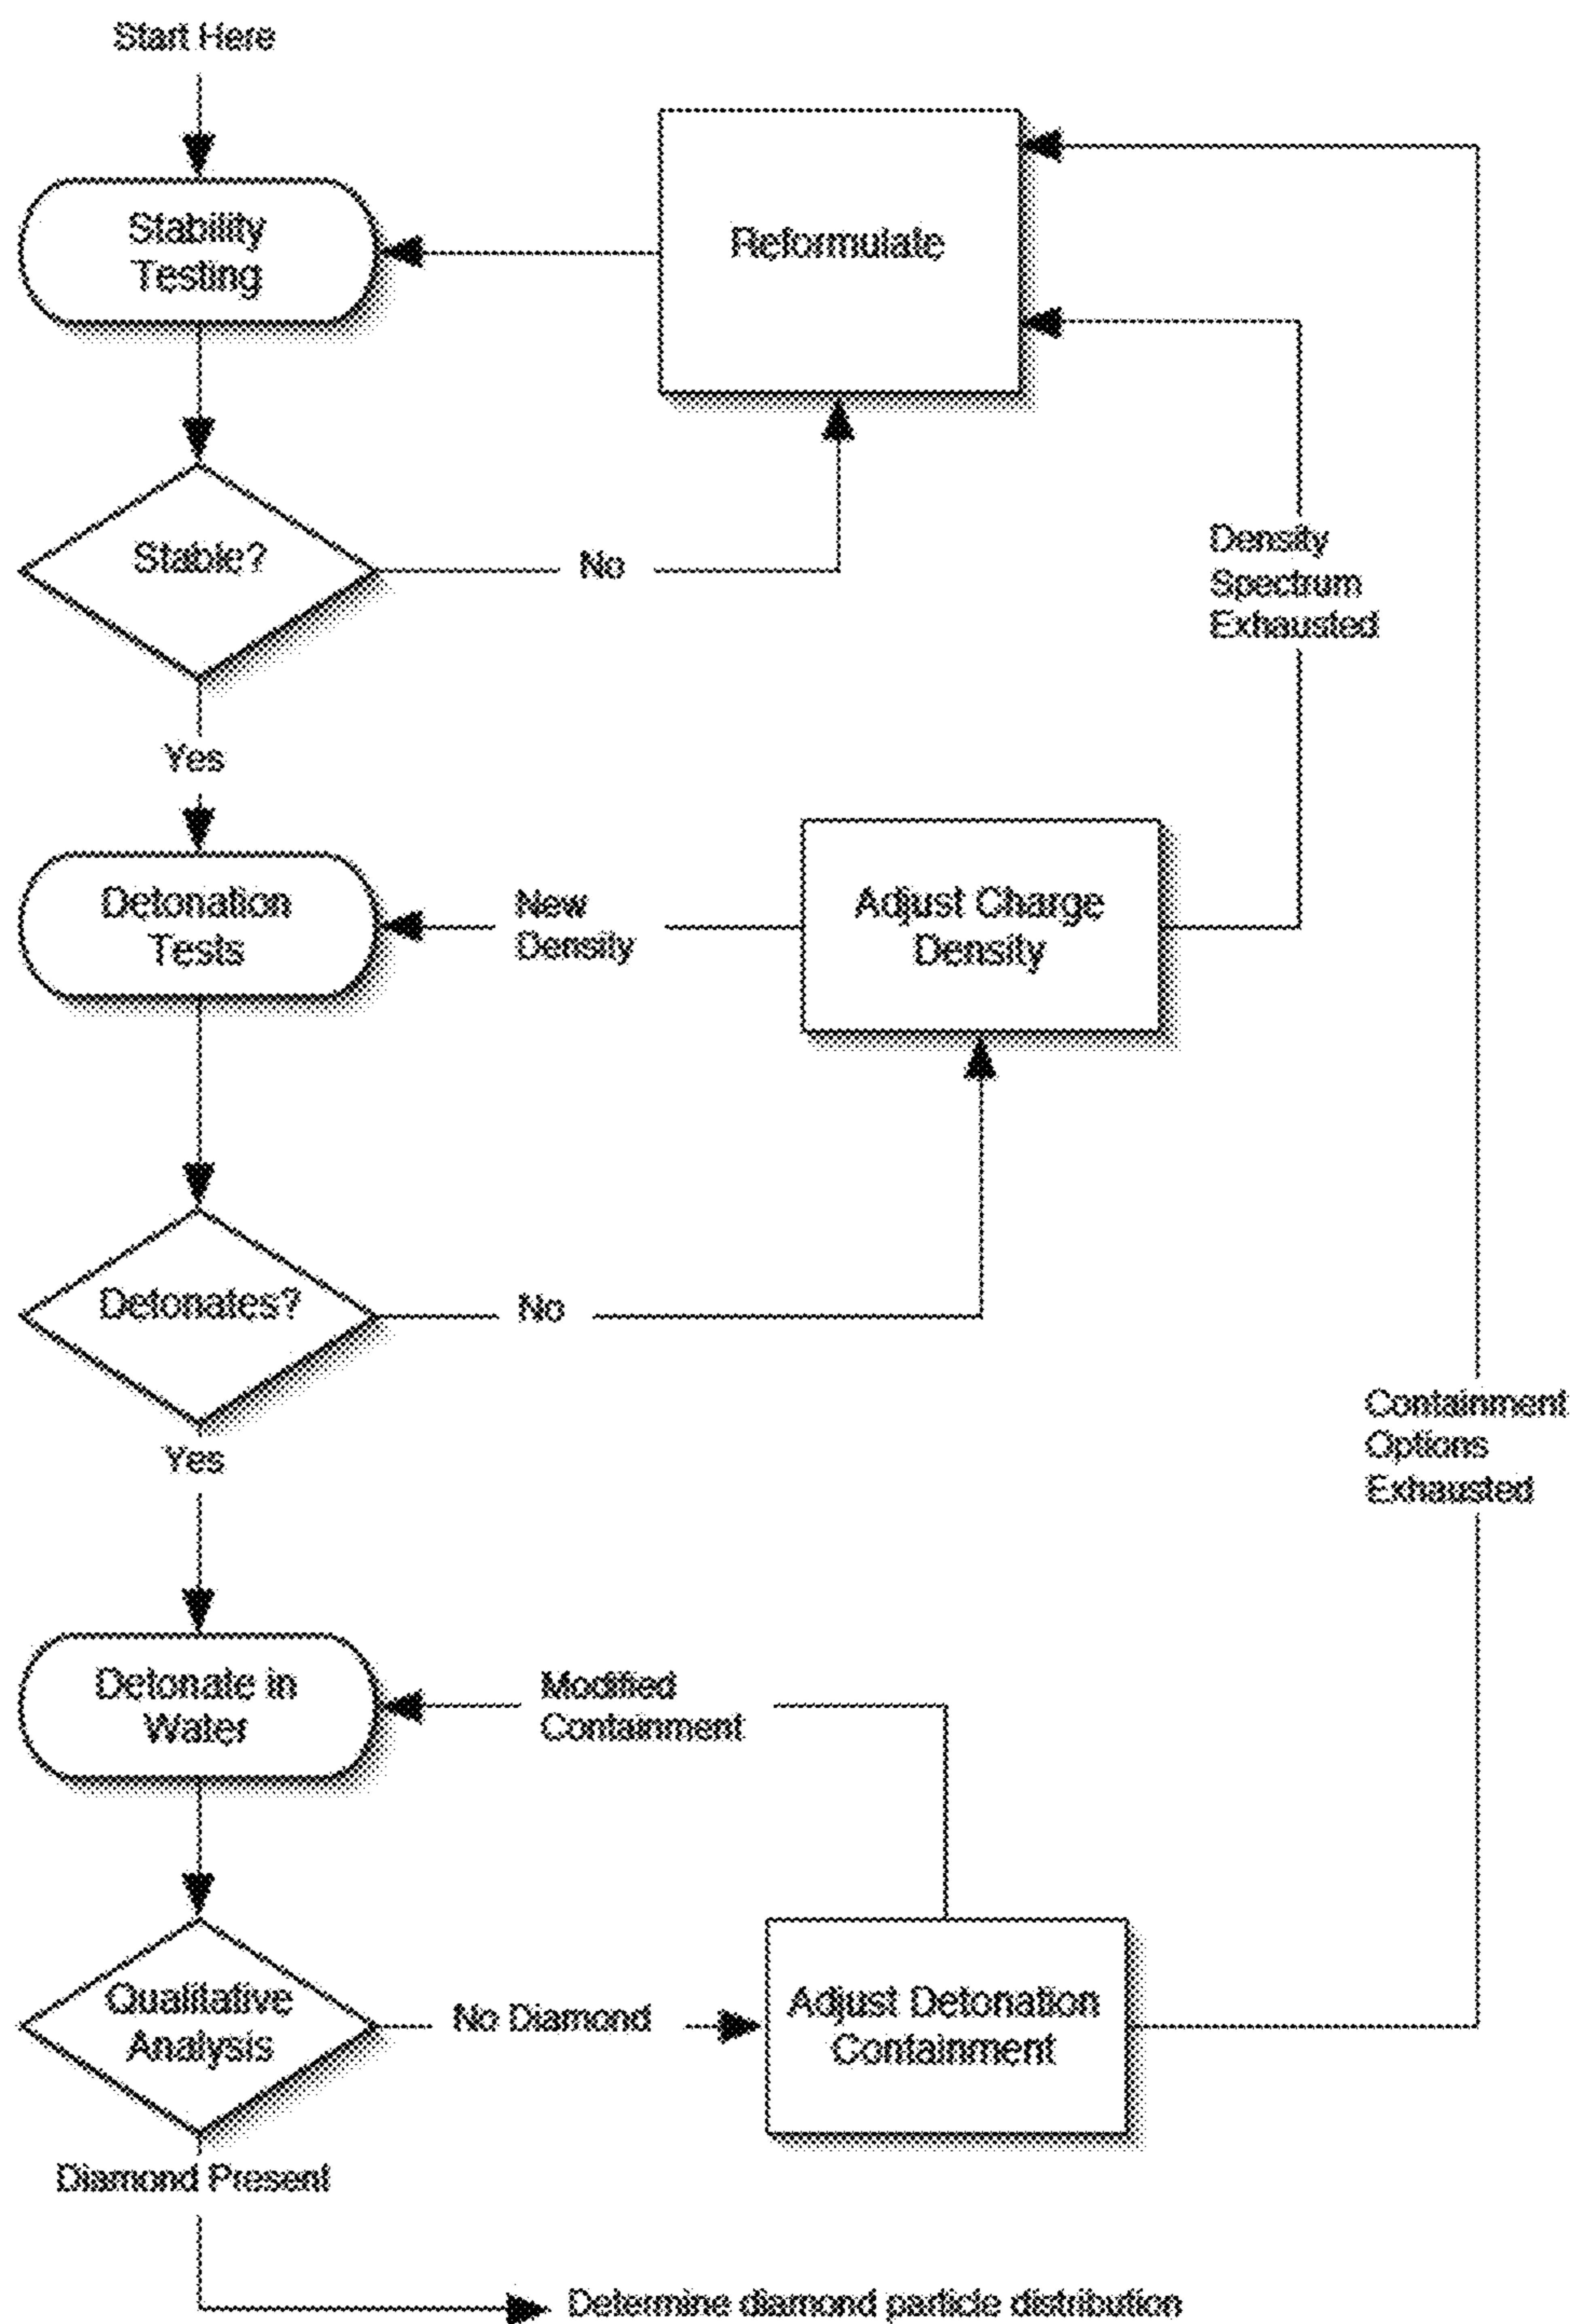 Start Here
Stability
Testing
Reformulate
Stable?
No
Density
Spectrum
Exhausted
Yes
Detonation
Tests
New
Density
Adjust Charge
Density
Detonates?
No
Yes
Containment
Options
Exhausted
Detonate in
Water
Modified
Containment
Qualitative
Analysis
No Diamond
Adjust Detonation
Containment
Diamond Present
Determine diamond particle distribution